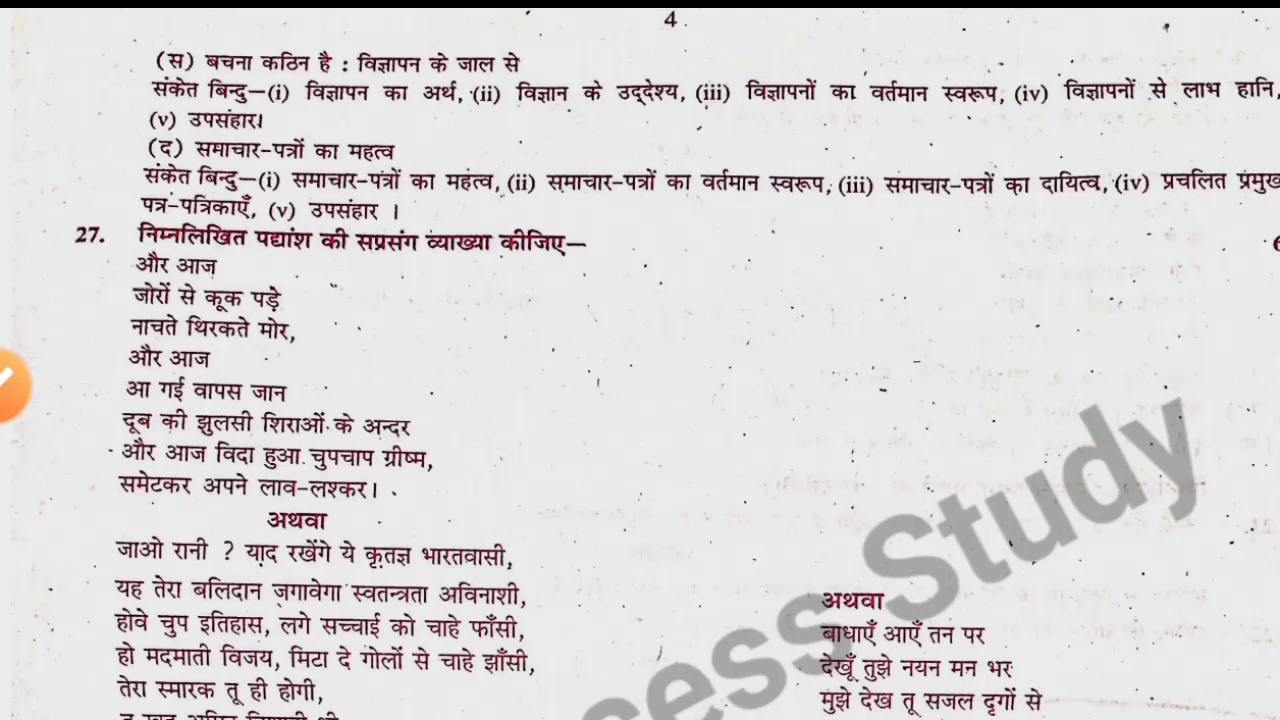 4
(स) बचना कठिन है : विज्ञापन के जाल से
संकेत बिन्दु—(i) विज्ञापन का अर्थ, (ii) विज्ञान के उद्देश्य, (iii) विज्ञापनों का वर्तमान स्वरूप, (iv) विज्ञापनों से लाभ हानि,
(v) उपसंहार।
(द) समाचार-पत्रों का महत्व
संकेत बिन्दु—(i) समाचार-पत्रों का महत्व, (ii) समाचार-पत्रों का वर्तमान स्वरूप, (iii) समाचार-पत्रों का दायित्व, (iv) प्रचलित प्रमुख
पत्र-पत्रिकाएँ, (v) उपसंहार ।
27. निम्नलिखित पद्यांश की सप्रसंग व्याख्या कीजिए—
और आज
जोरों से कूक पड़े
नाचते थिरकते मोर,
और आज
आ गई वापस जान
दूब की झुलसी शिराओं के अन्दर
और आज विदा हुआ चुपचाप ग्रीष्म,
समेटकर अपने लाव-लश्कर।
अथवा
जाओ रानी ? याद रखेंगे ये कृतज्ञ भारतवासी,
यह तेरा बलिदान जगावेगा स्वतन्त्रता अविनाशी,
होवे चुप इतिहास, लगे सच्चाई को चाहे फाँसी,
हो मदमाती विजय, मिटा दे गोलों से चाहे झाँसी,
तेरा स्मारक तू ही होगी,
अथवा
बाधाएँ आएँ तन पर
देखूँ तुझे नयन मन भर
मुझे देख तू सजल दृगों से
cess Study